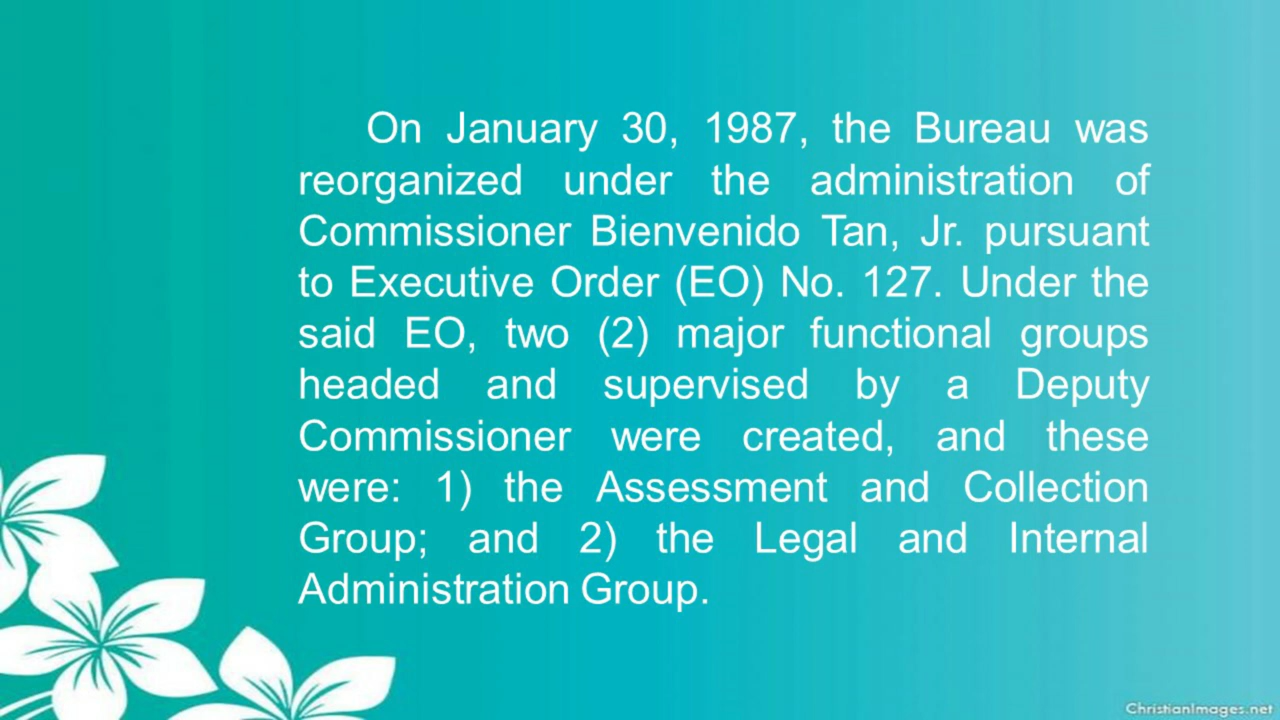 On January 30, 1987, the Bureau was
reorganized under the administration of
Commissioner Bienvenido Tan, Jr. pursuant
to Executive Order (EO) No. 127. Under the
said EO, two (2) major functional groups
headed and supervised by a Deputy
Commissioner were created, and these
were: 1) the Assessment and Collection
Group; and 2) the Legal and Internal
Administration Group.
ChristianImages.net